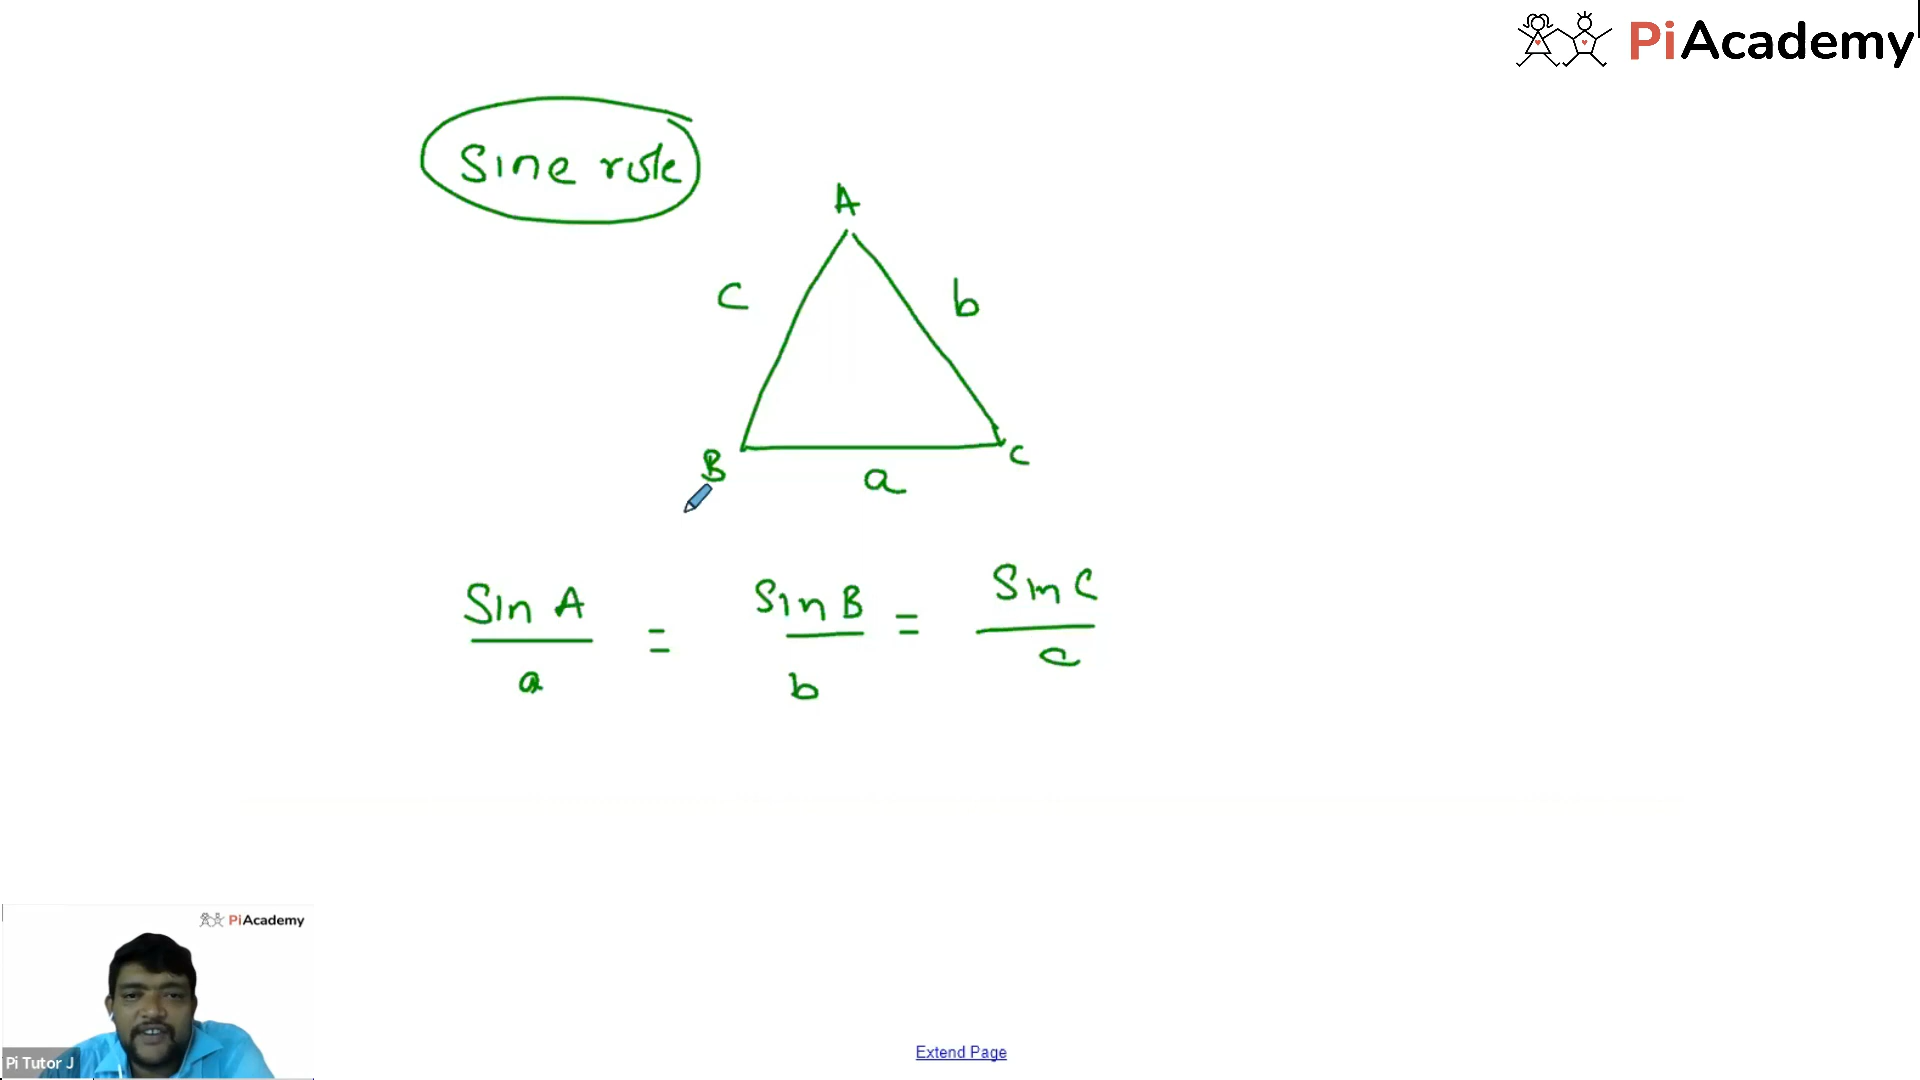 PiAcademy
Sine rule
A
c
b
B
C
a
Sin A = Sin B = Sin C
a b c
PiAcademy
Pi Tutor J
Extend Page